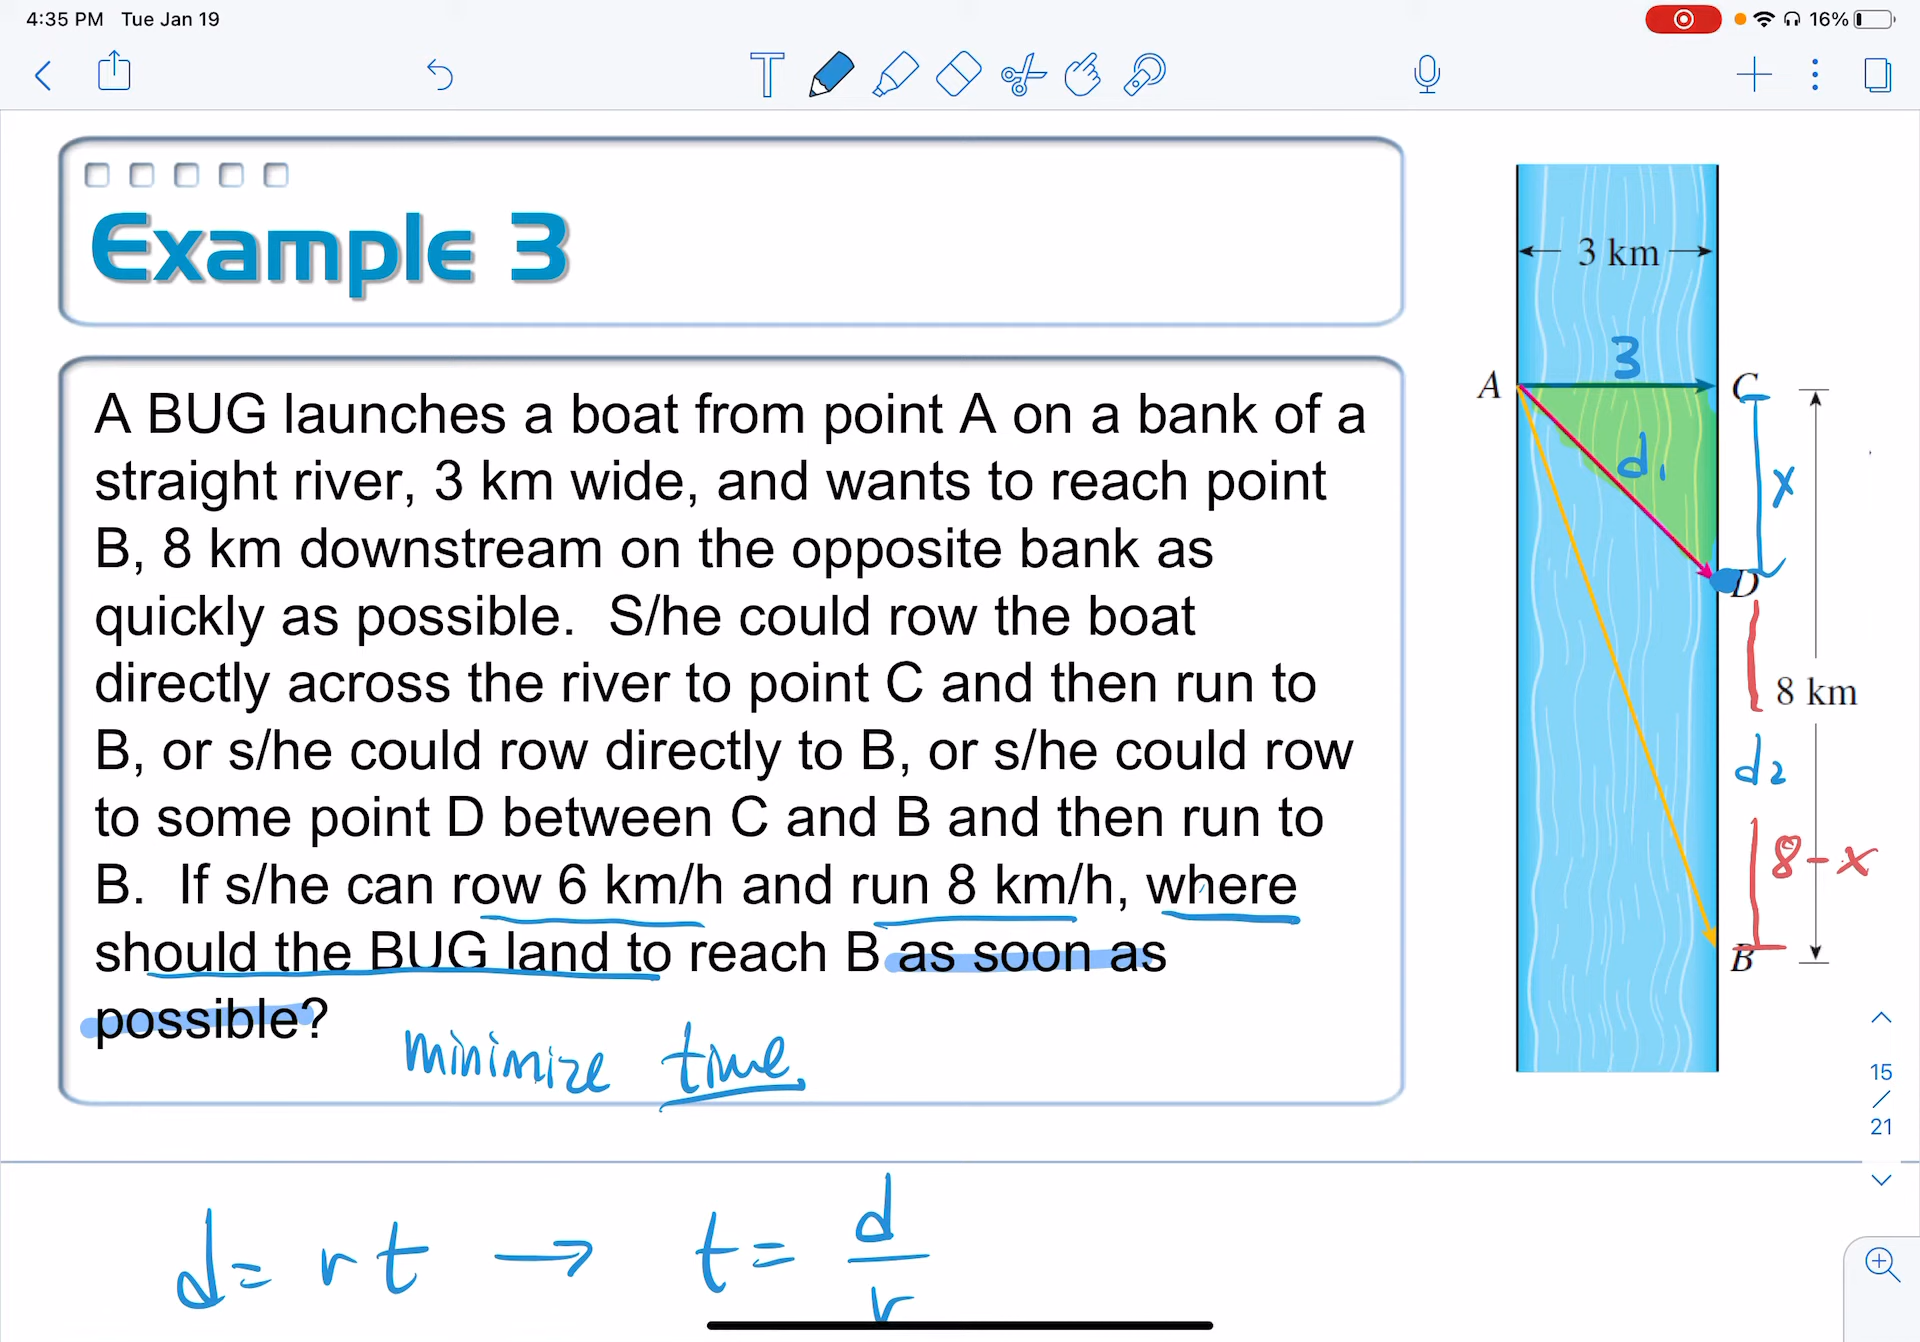 4:35 PM Tue Jan 19
16%
Example 3
A BUG launches a boat from point A on a bank of a
straight river, 3 km wide, and wants to reach point
B, 8 km downstream on the opposite bank as
quickly as possible. S/he could row the boat
directly across the river to point C and then run to
B, or s/he could row directly to B, or s/he could row
to some point D between C and B and then run to
B. If s/he can row 6 km/h and run 8 km/h, where
should the BUG land to reach B as soon as
possible?
minimize time
3 km
3
A
C
d₁
x
D
8 km
d₂
8-x
B
15
/
21
d = rt → t = d/r